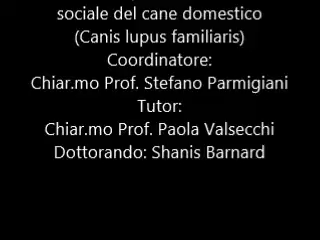 sociale del cane domestico
(Canis lupus familiaris)
Coordinatore:
Chiar.mo Prof. Stefano Parmigiani
Tutor:
Chiar.mo Prof. Paola Valsecchi
Dottorando: Shanis Barnard